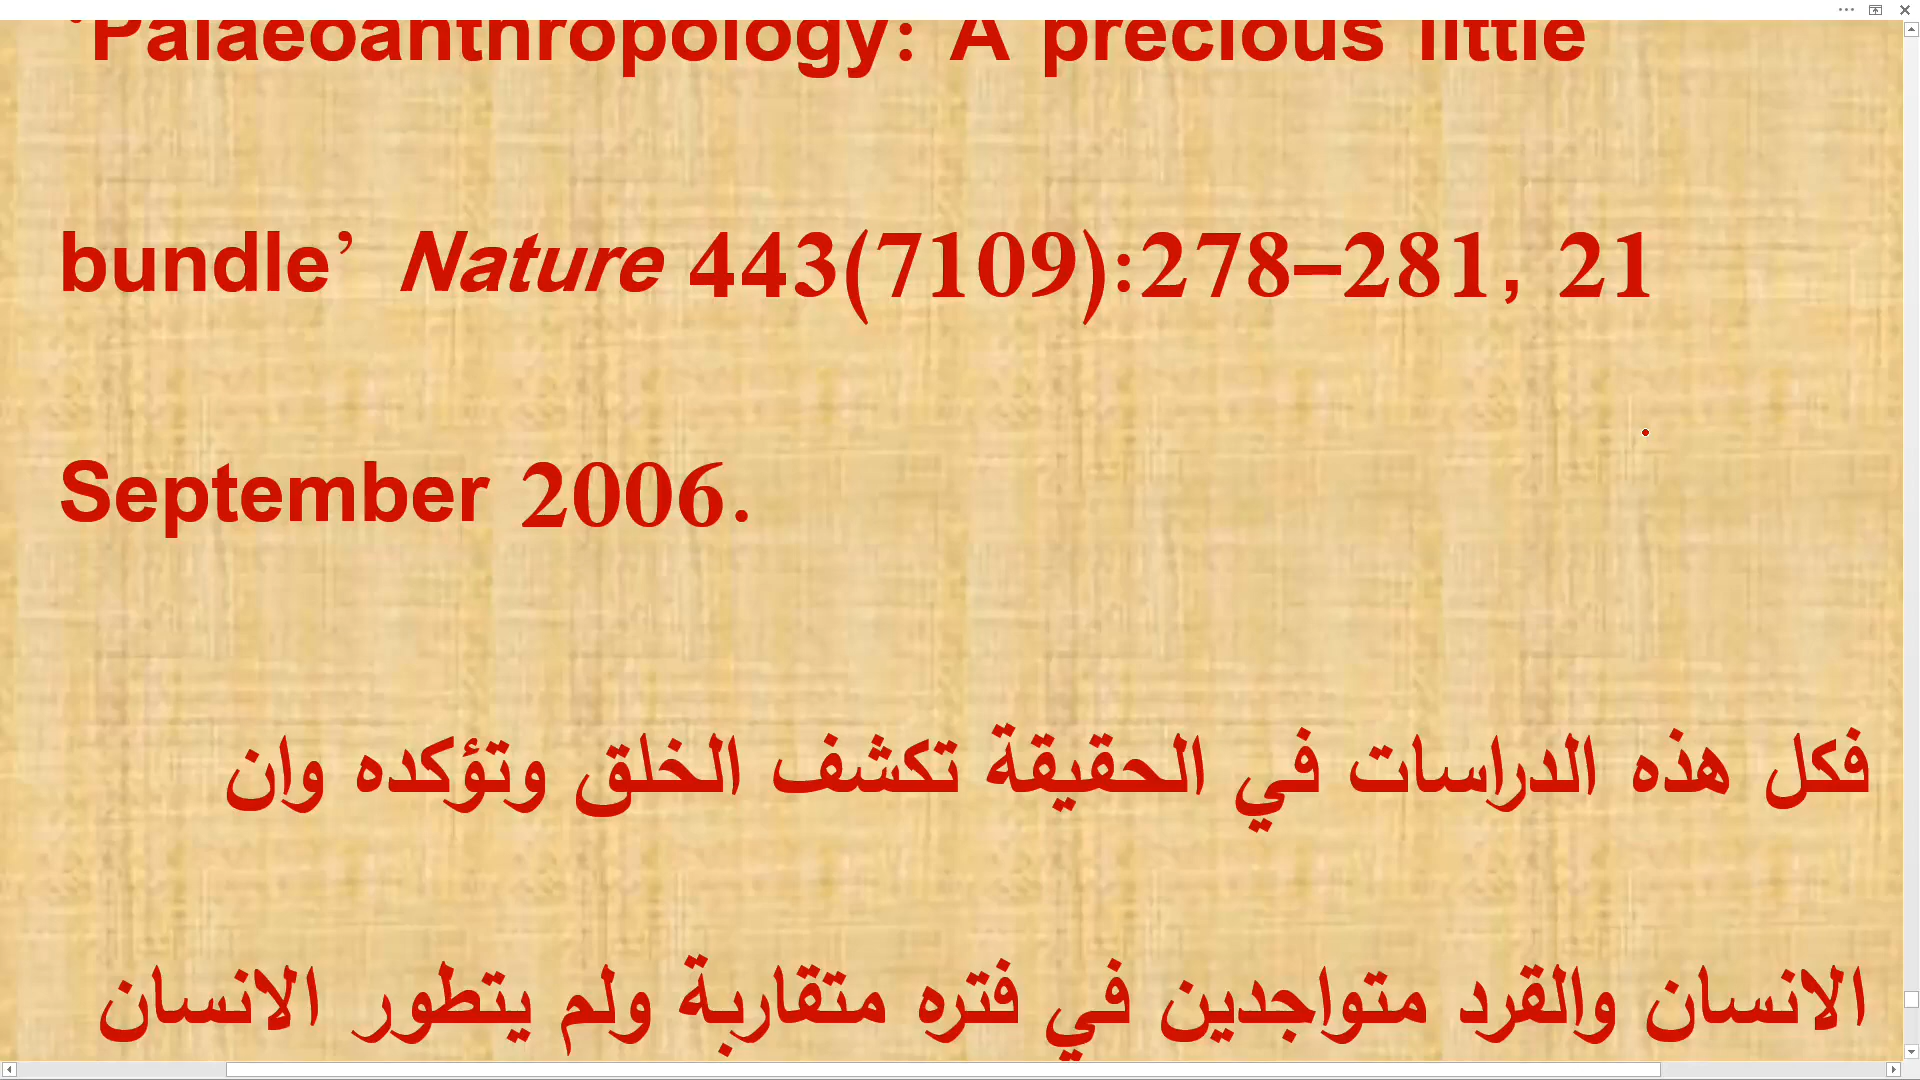 ‘Palaeoanthropology: A precious little
bundle’ Nature 443(7109):278–281, 21
September 2006.
فكل هذه الدراسات في الحقيقة تكشف الخلق وتؤكده وان
الانسان والقرد متواجدين في فتره متقاربة ولم يتطور الانسان